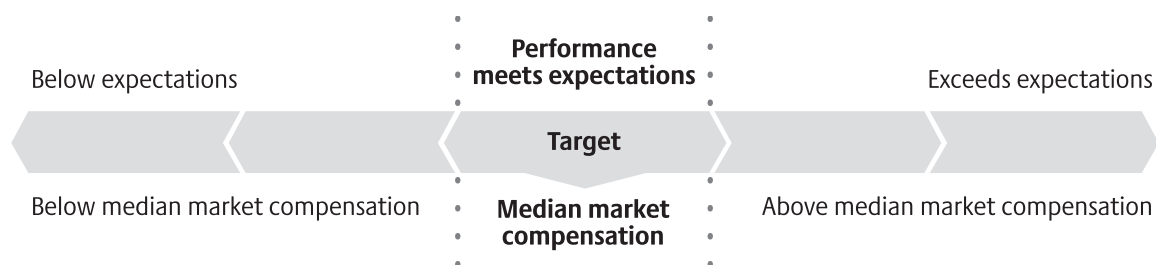 Performance
meets expectations
Below expectations
Exceeds expectations
Target
Below median market compensation
Median market
compensation
Above median market compensation